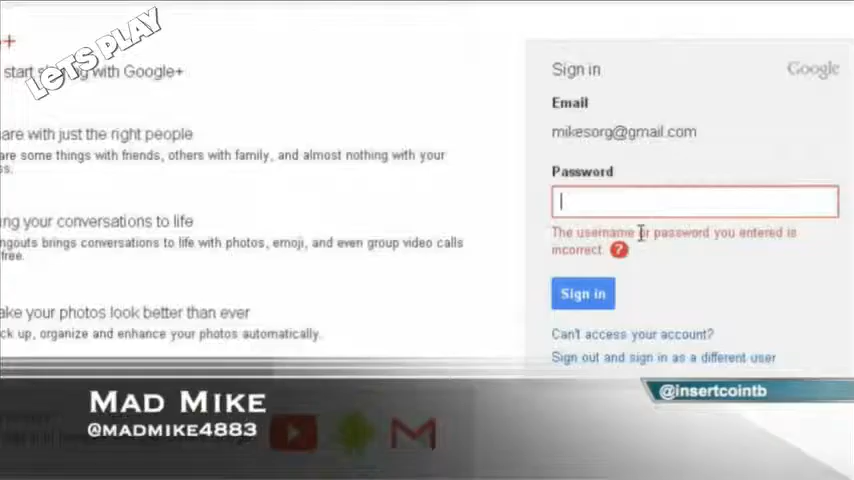 LETS PLAY
+
start with Google+
are with just the right people
are some things with friends, others with family, and almost nothing with your
ss.
ng your conversations to life
ngouts brings conversations to life with photos, emoji, and even group video calls
free.
ake your photos look better than ever
ck up, organize and enhance your photos automatically.
Sign in
Google
Email
mikesorg@gmail.com
Password
The username or password you entered is
incorrect. ?
Sign in
Can't access your account?
Sign out and sign in as a different user
MAD MIKE
@MADMIKE4883
@insertcointb